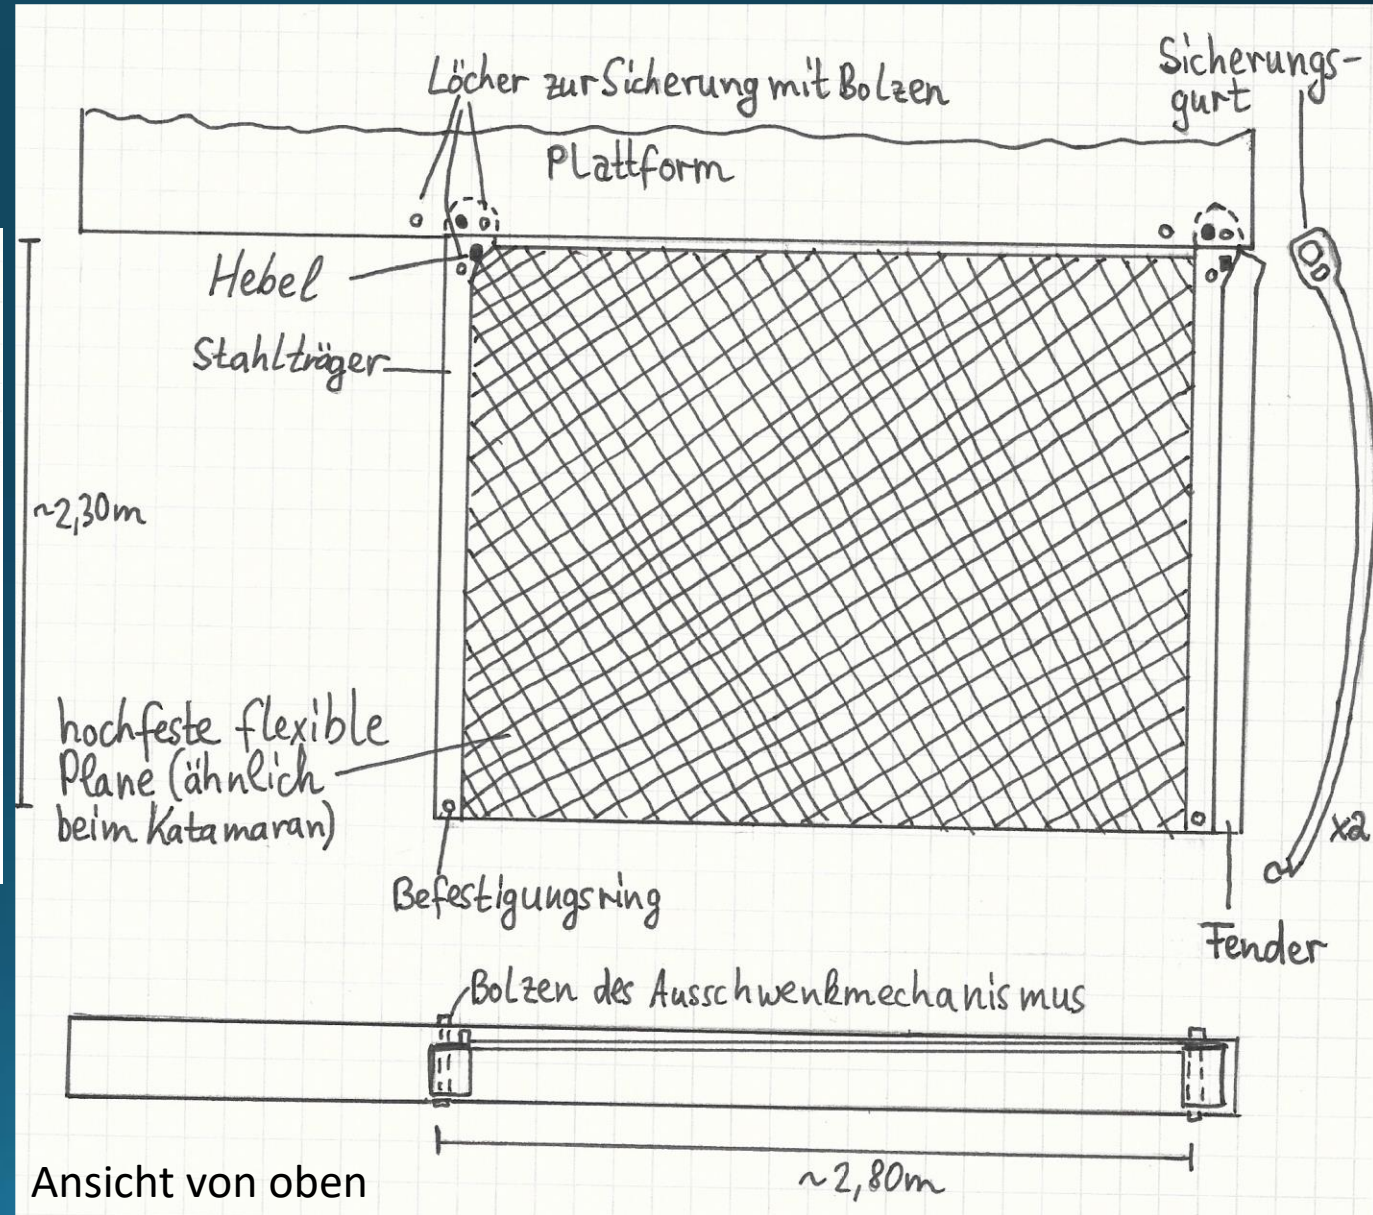 Löcher zur Sicherung mit Bolzen
Sicherungs-
gurt
Plattform
Hebel
Stahlträger
~2,30m
hochfeste flexible
Plane (ähnlich
beim Katamaran)
x2
Befestigungsring
Fender
Bolzen des Ausschwenkmechanismus
~2,80m
Ansicht von oben